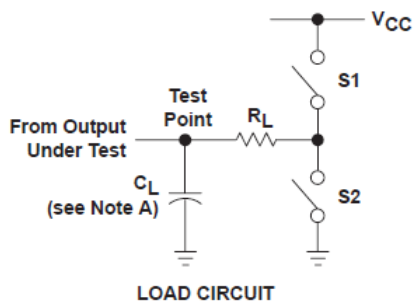 VCC
S1
Test
Point
RL
From Output
Under Test
CL
(see Note A)
S2
LOAD CIRCUIT